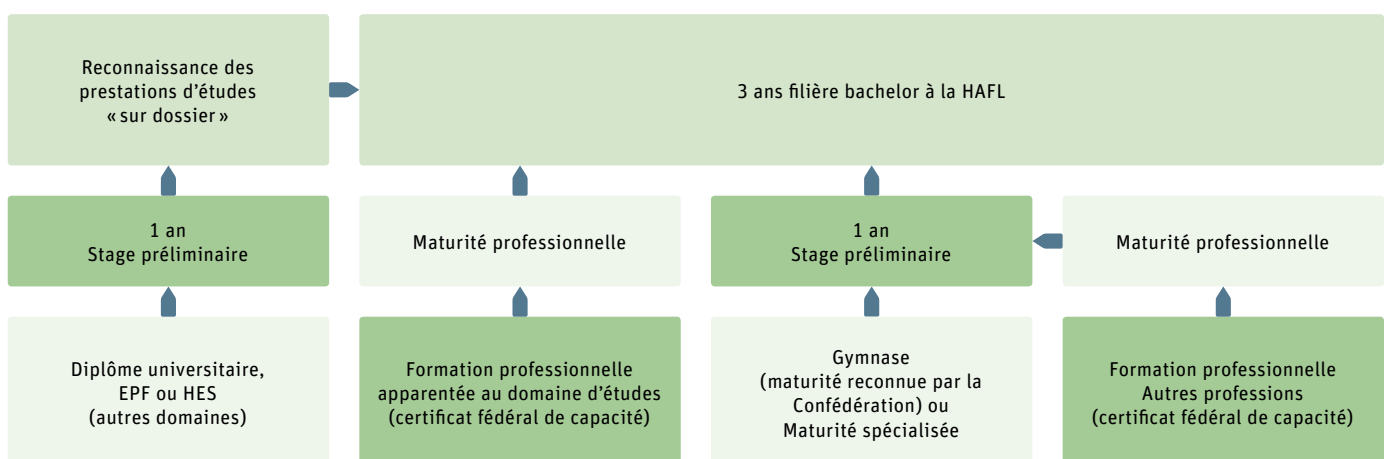 Reconnaissance des
prestations d’études
« sur dossier »
3 ans filière bachelor à la HAFL
1 an
Stage préliminaire
Maturité professionnelle
1 an
Stage préliminaire
Maturité professionnelle
Diplôme universitaire,
EPF ou HES
(autres domaines)
Formation professionnelle
apparentée au domaine d’études
(certificat fédéral de capacité)
Gymnase
(maturité reconnue par la
Confédération) ou
Maturité spécialisée
Formation professionnelle
Autres professions
(certificat fédéral de capacité)